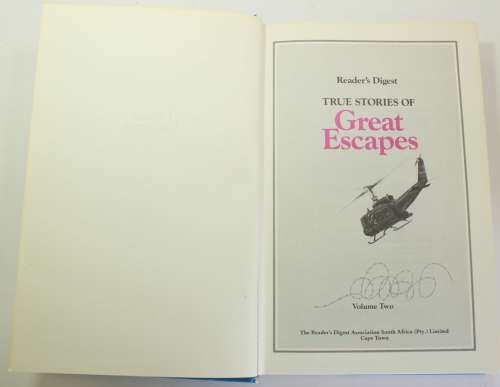 Reader's Digest
TRUE STORIES OF
Great
Escapes
Volume Two
The Reader's Digest Association South Africa (Pty.) Limited
Cape Town